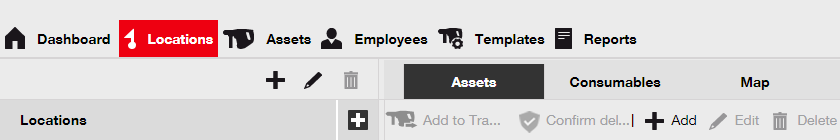 Dashboard Locations Assets Employees Templates Reports
Assets Consumables Map
Locations Add to Tra... Confirm del... Add Edit Delete